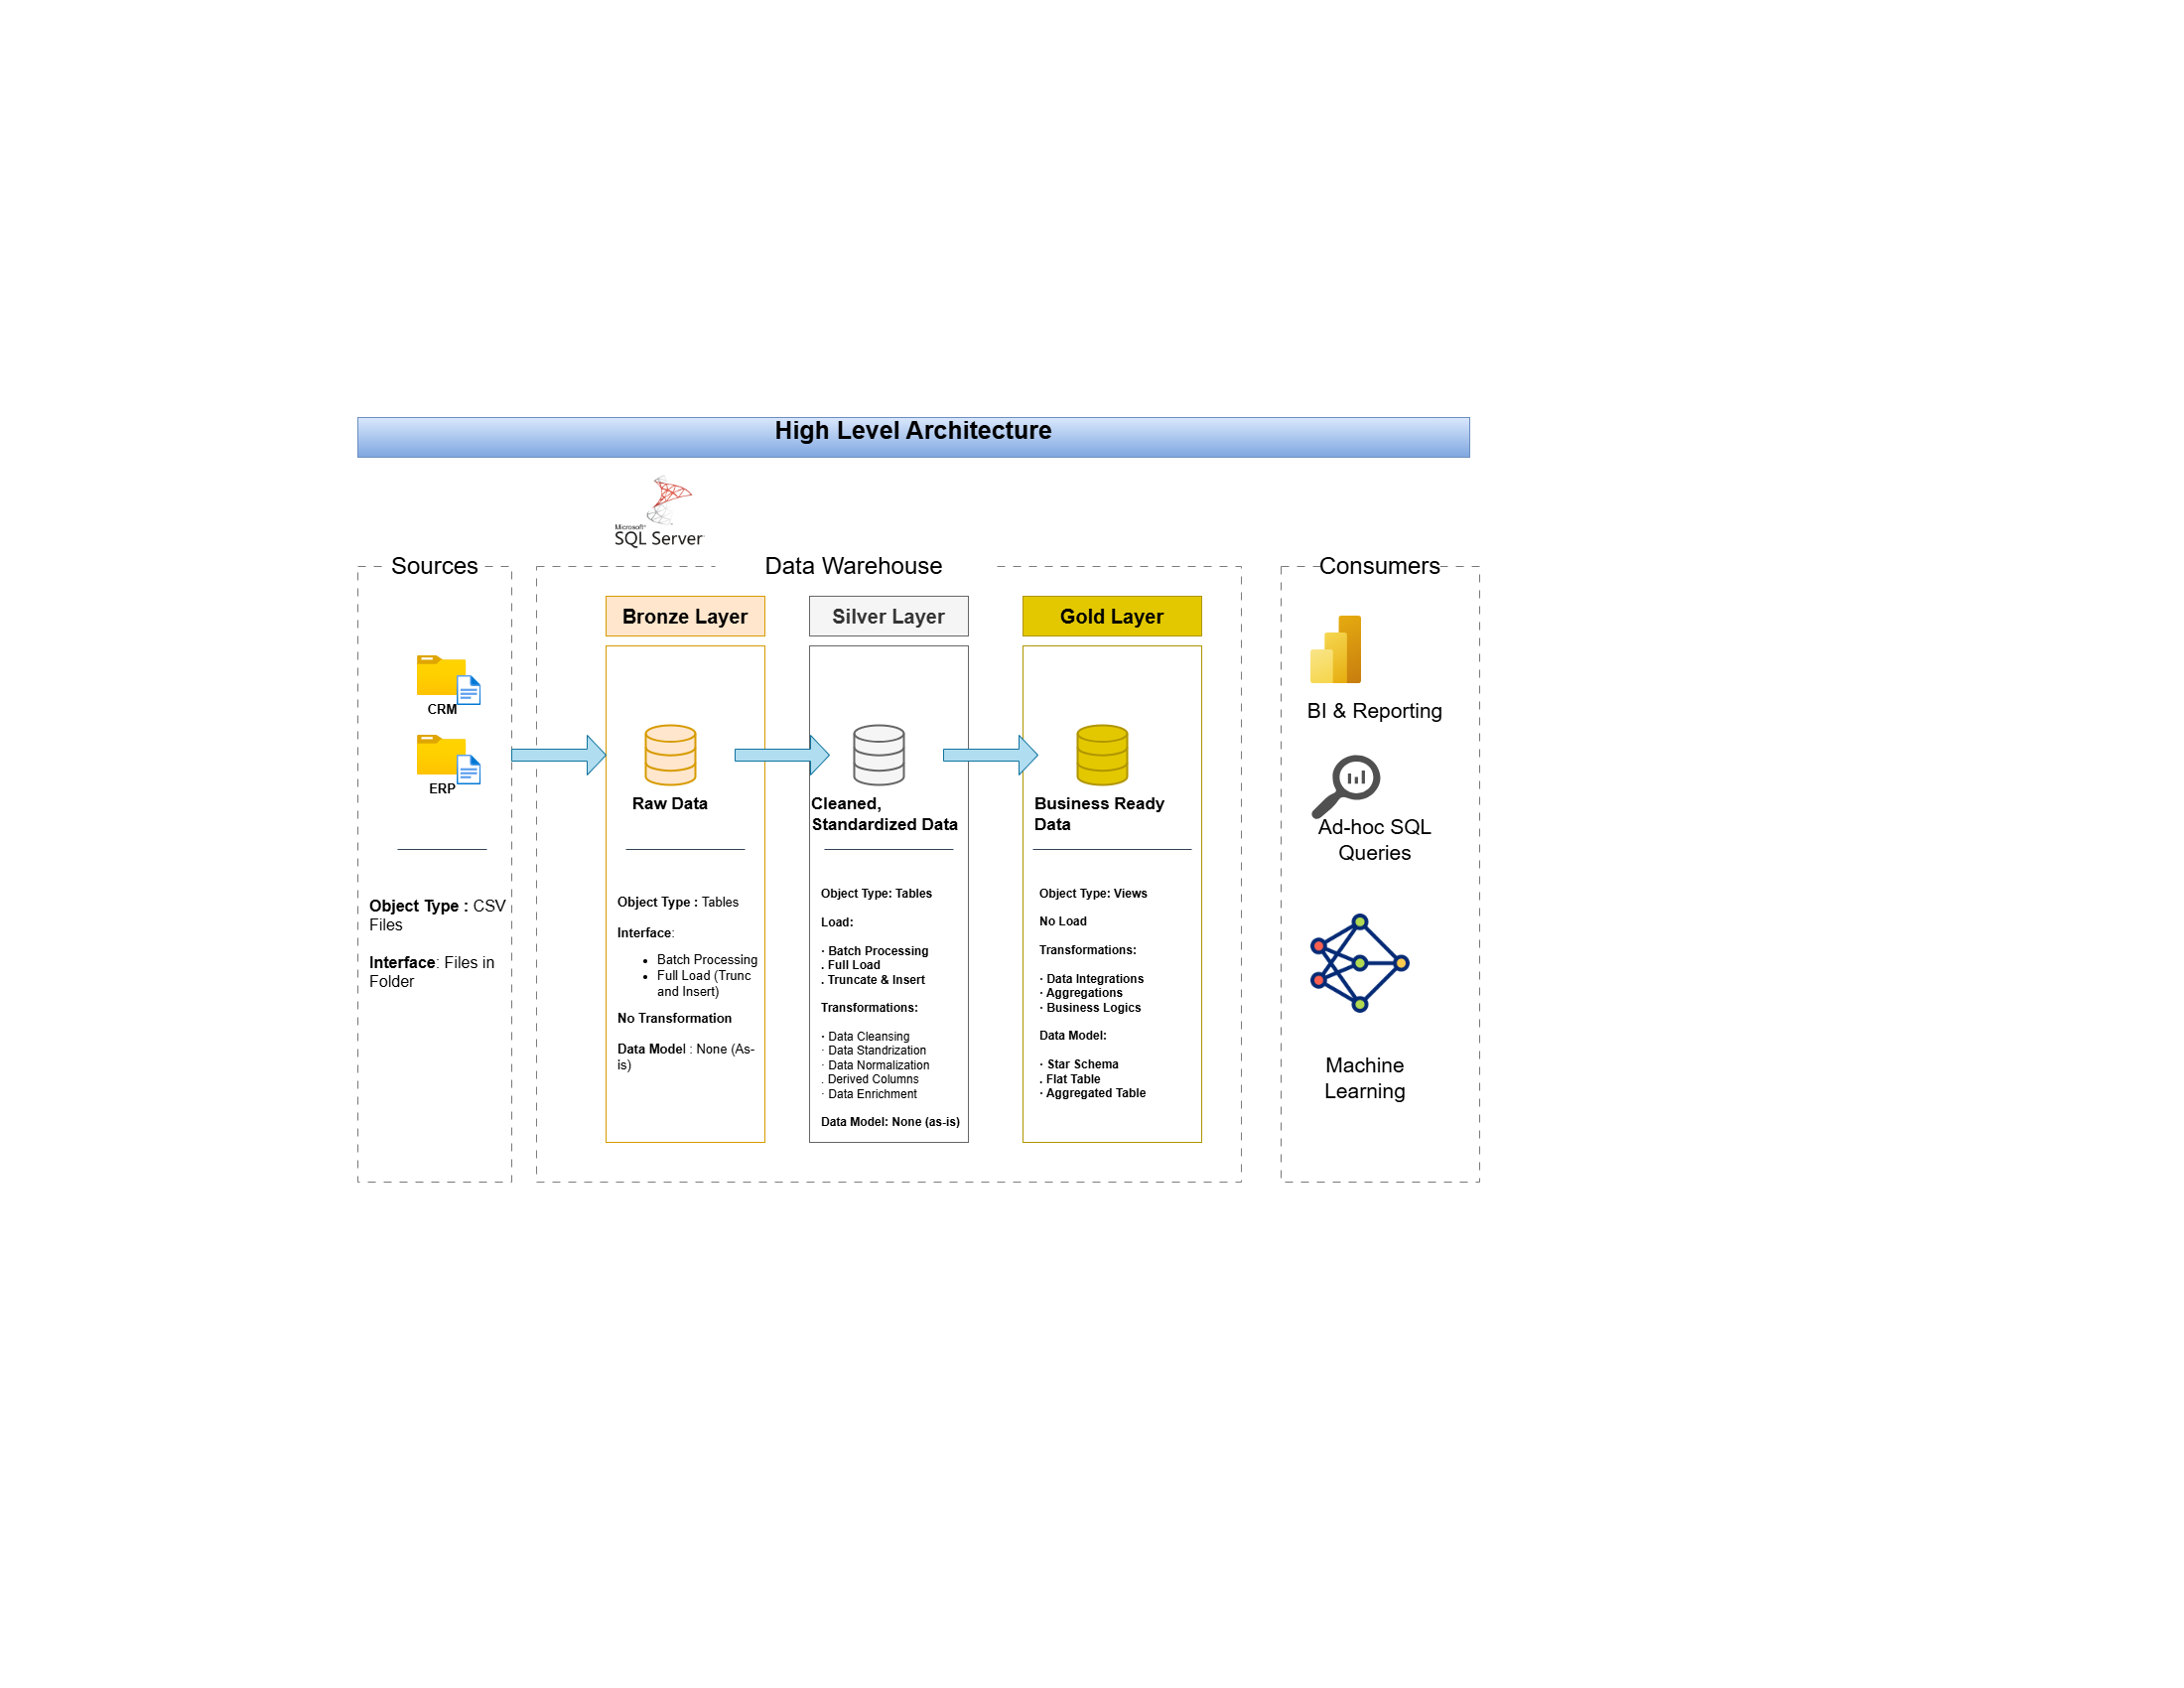 High Level Architecture
Microsoft®
SQL Server
Sources
CRM
ERP
Object Type : CSV
Files
Interface: Files in
Folder
Data Warehouse
Bronze Layer
Raw Data
Object Type : Tables
Interface:
• Batch Processing
• Full Load (Trunc
and Insert)
No Transformation
Data Model : None (As-
is)
Silver Layer
Cleaned,
Standardized Data
Object Type: Tables
Load:
· Batch Processing
. Full Load
. Truncate & Insert
Transformations:
· Data Cleansing
· Data Standrization
· Data Normalization
. Derived Columns
· Data Enrichment
Data Model: None (as-is)
Gold Layer
Business Ready
Data
Object Type: Views
No Load
Transformations:
· Data Integrations
· Aggregations
· Business Logics
Data Model:
· Star Schema
. Flat Table
· Aggregated Table
Consumers
BI & Reporting
Ad-hoc SQL
Queries
Machine
Learning